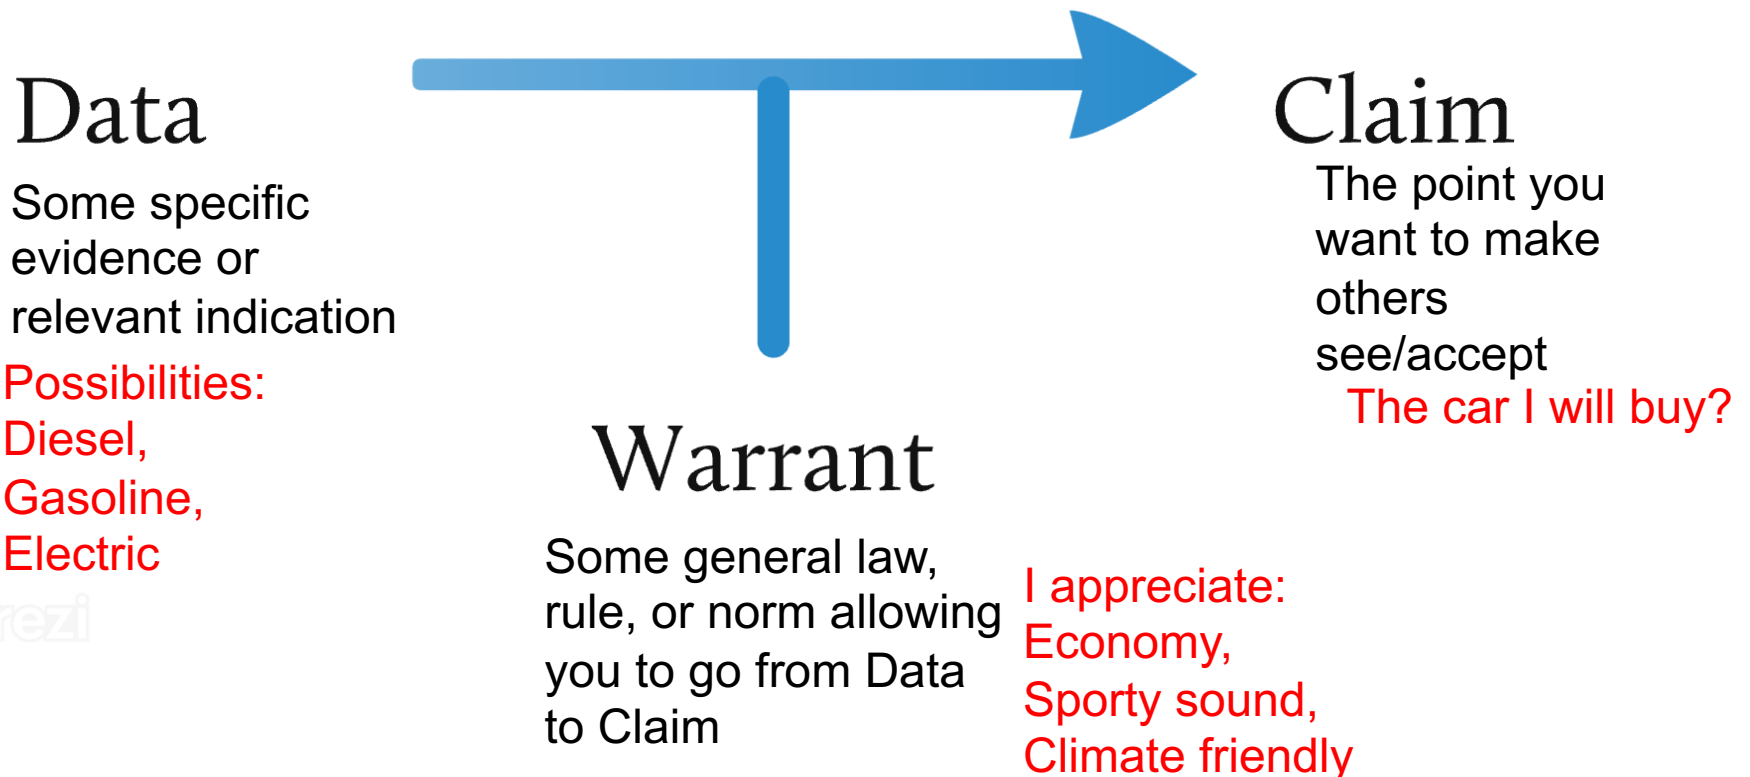 Data
Some specific
evidence or
relevant indication
Possibilities:
Diesel,
Gasoline,
Electric
Warrant
Some general law,
rule, or norm allowing
you to go from Data
to Claim
I appreciate:
Economy,
Sporty sound,
Climate friendly
Claim
The point you
want to make
others
see/accept
The car I will buy?